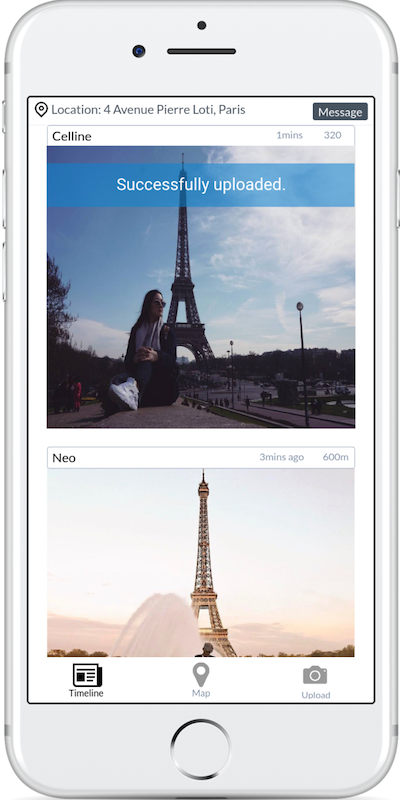 Location: 4 Avenue Pierre Loti, Paris
Message
Celline 1mins 320
Successfully uploaded.
Neo 3mins ago 600m
Timeline Map Upload